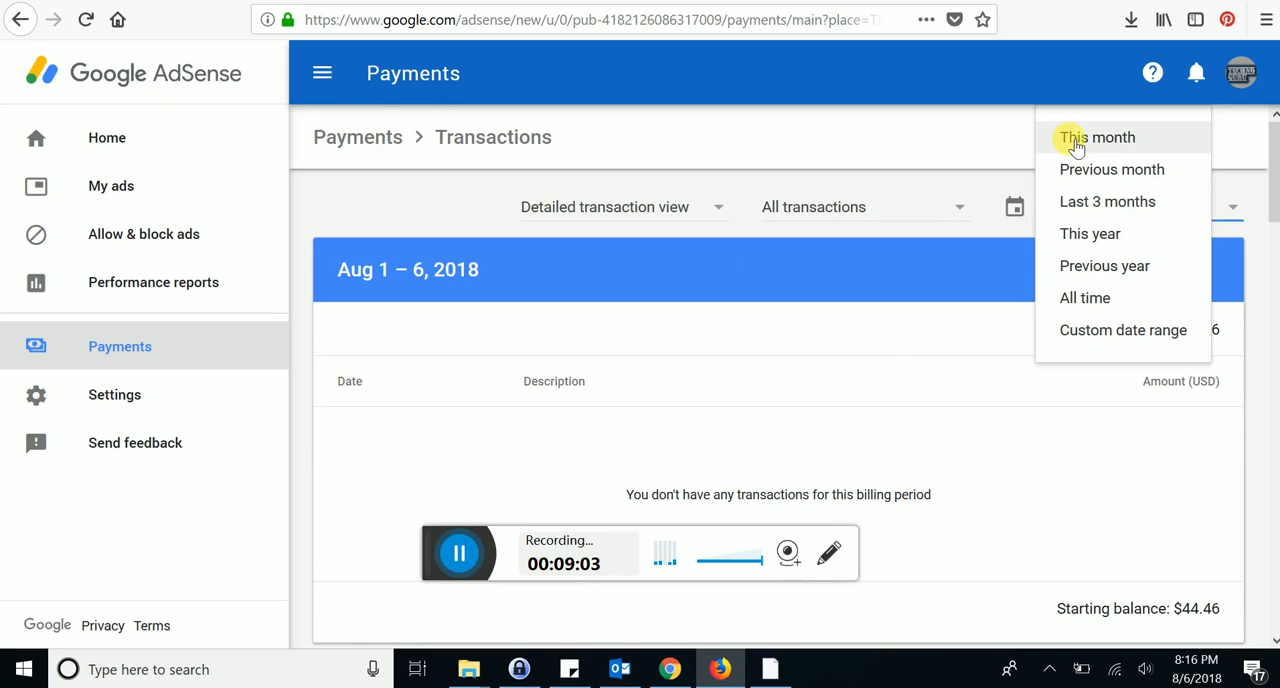 https://www.google.com/adsense/new/u/0/pub-4182126086317009/payments/main?place=
Google AdSense
Payments
Home
My ads
Allow & block ads
Performance reports
Payments
Settings
Send feedback
Google Privacy Terms
Payments > Transactions
Detailed transaction view
All transactions
This month
Previous month
Last 3 months
This year
Previous year
All time
Custom date range
Aug 1 – 6, 2018
6
Date Description Amount (USD)
You don't have any transactions for this billing period
Recording...
00:09:03
Starting balance: $44.46
Type here to search
8:16 PM
8/6/2018
17